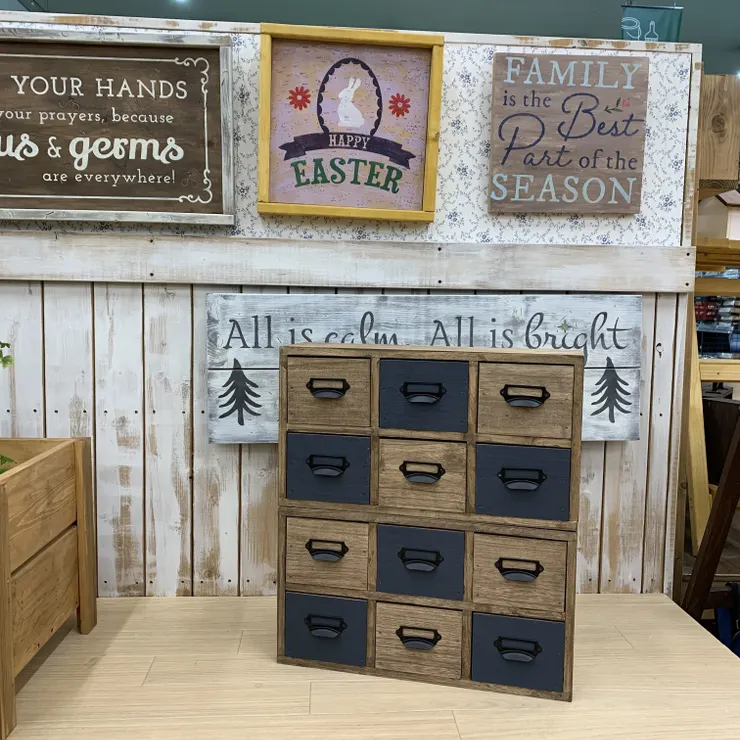 YOUR HANDS
your prayers, because
us & germs
are everywhere!
HAPPY
EASTER
FAMILY
is the Best
Part of the
SEASON
All is calm All is bright